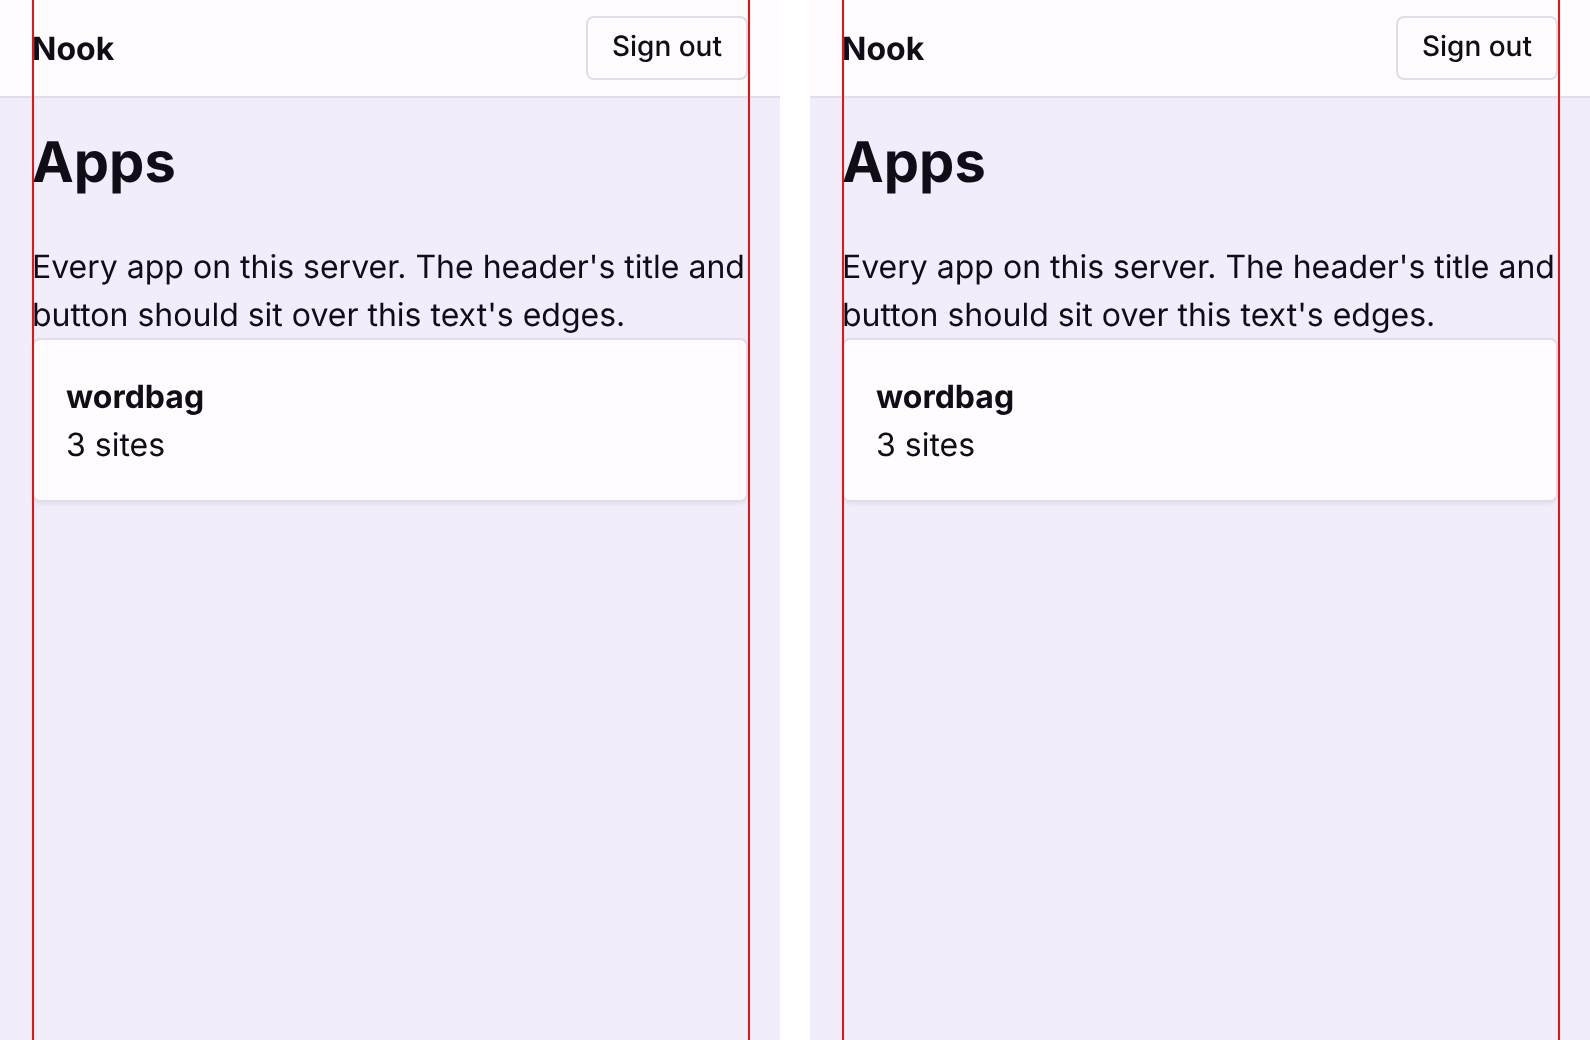 Nook
Sign out
Apps
Every app on this server. The header's title and
button should sit over this text's edges.
wordbag
3 sites
Nook
Sign out
Apps
Every app on this server. The header's title and
button should sit over this text's edges.
wordbag
3 sites